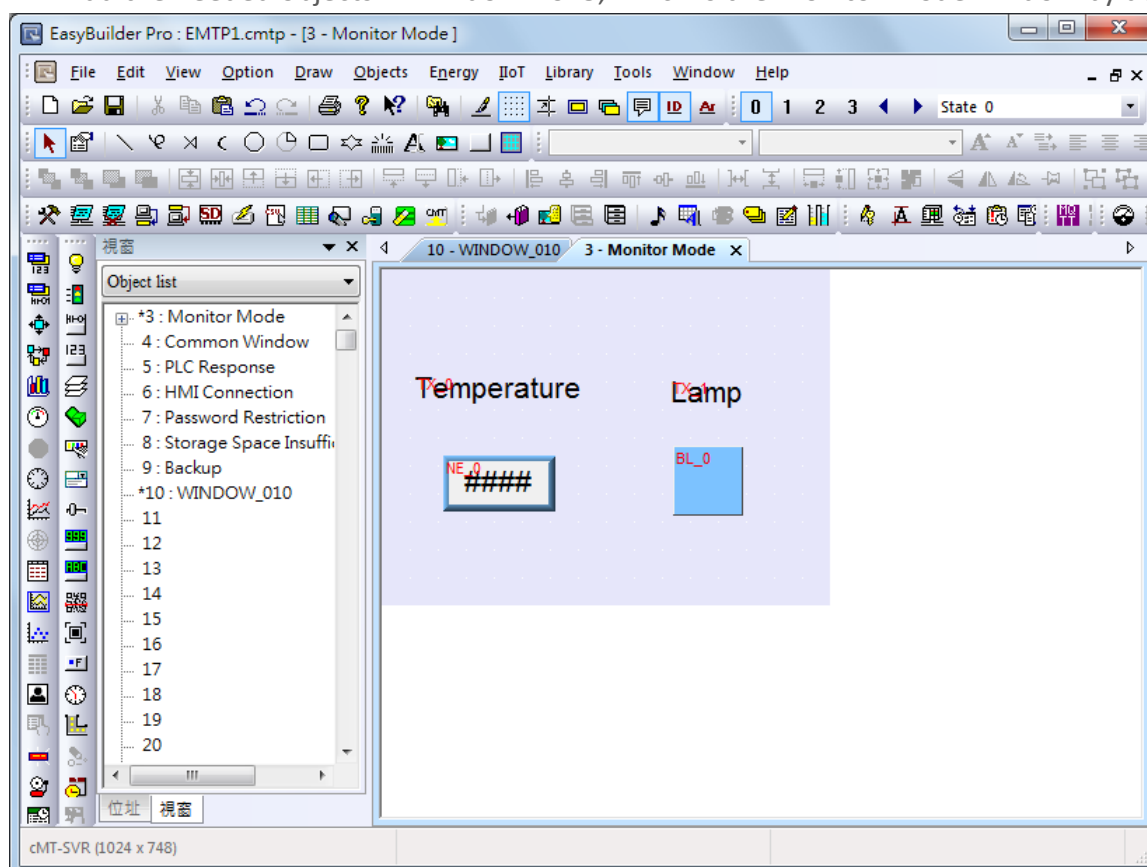 EasyBuilder Pro : EMTP1.cmtp - [3 - Monitor Mode ]
File Edit View Option Draw Objects Energy IIoT Library Tools Window Help
ID Ar 0 1 2 3 State 0
視窗
10 - WINDOW_010 3 - Monitor Mode X
Object list
*3 : Monitor Mode
4 : Common Window
5 : PLC Response
6 : HMI Connection
7 : Password Restriction
8 : Storage Space Insuffi
9 : Backup
*10 : WINDOW_010
11
12
13
14
15
16
17
18
19
20
位址 視窗
TX_0 Temperature
TX_1 Lamp
NE_0 ####
BL_0
cMT-SVR (1024 x 748)